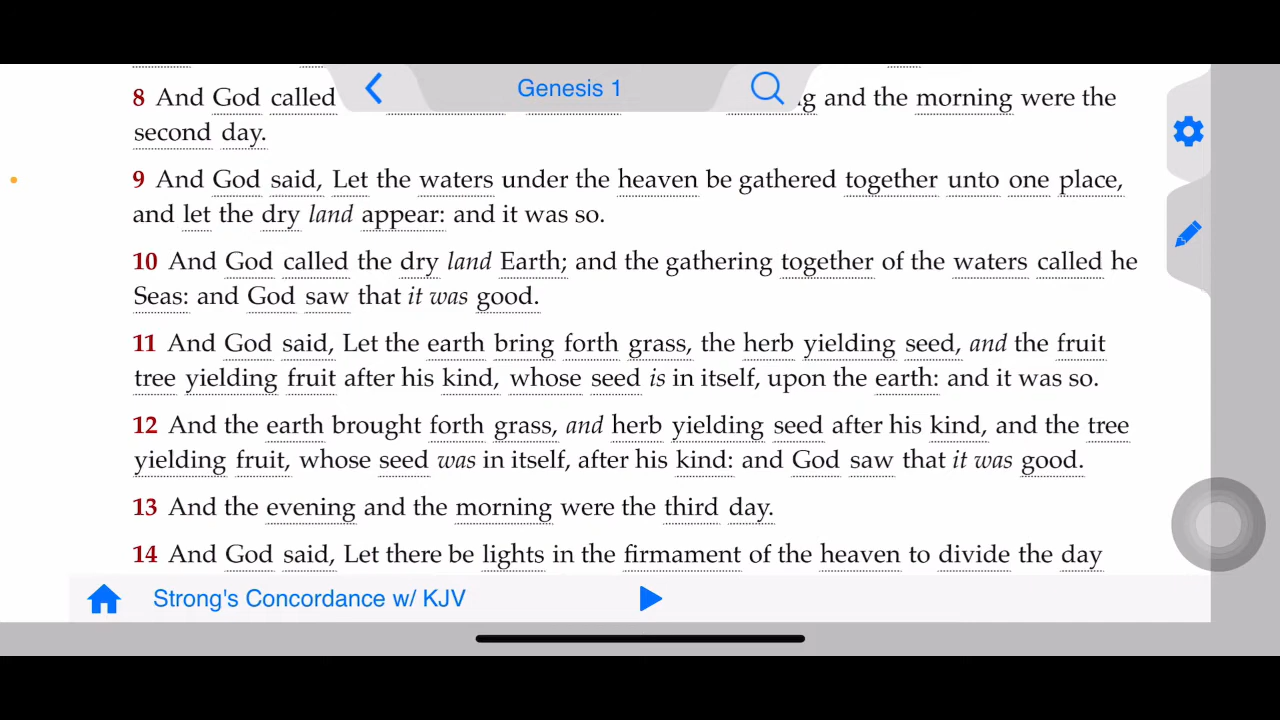 Genesis 1
8 And God called and the morning were the
second day.
9 And God said, Let the waters under the heaven be gathered together unto one place,
and let the dry land appear: and it was so.
10 And God called the dry land Earth; and the gathering together of the waters called he
Seas: and God saw that it was good.
11 And God said, Let the earth bring forth grass, the herb yielding seed, and the fruit
tree yielding fruit after his kind, whose seed is in itself, upon the earth: and it was so.
12 And the earth brought forth grass, and herb yielding seed after his kind, and the tree
yielding fruit, whose seed was in itself, after his kind: and God saw that it was good.
13 And the evening and the morning were the third day.
14 And God said, Let there be lights in the firmament of the heaven to divide the day
Strong's Concordance w/ KJV